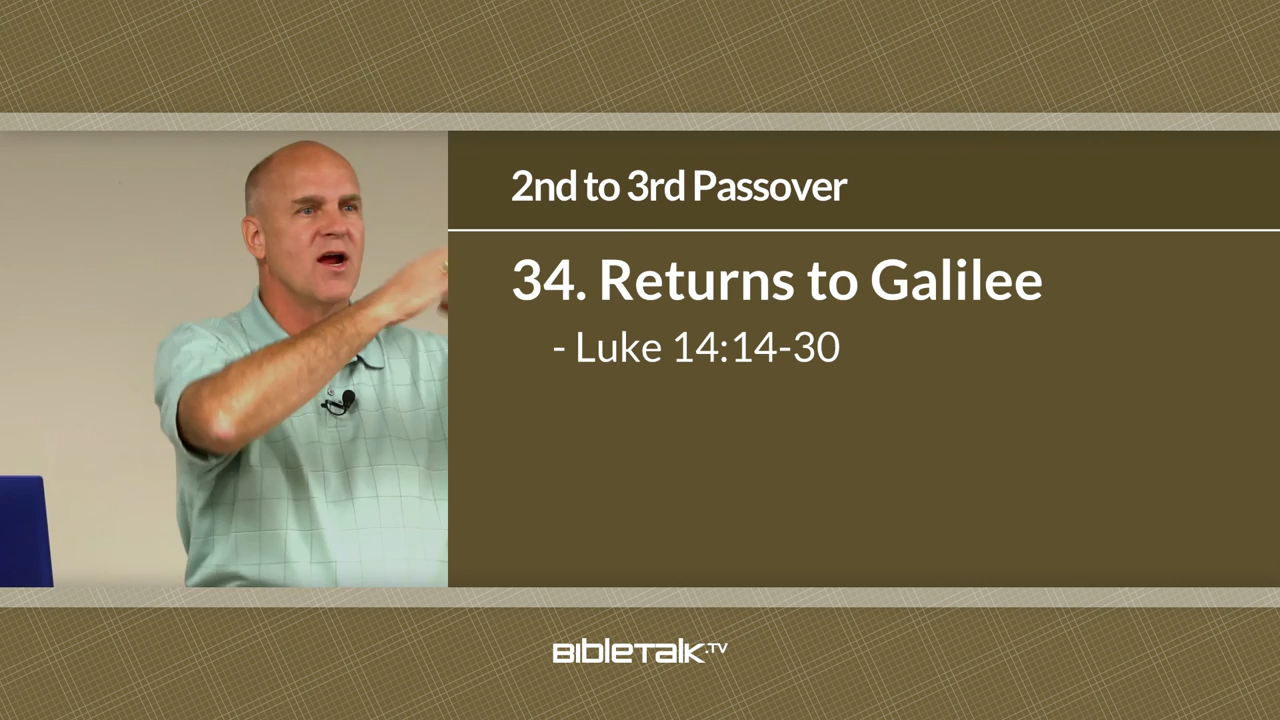 2nd to 3rd Passover
34. Returns to Galilee
- Luke 14:14-30
BIBLETALK.TV